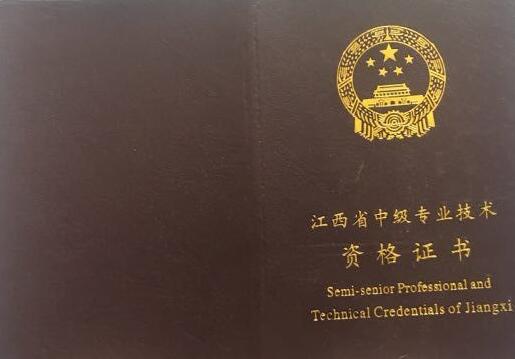 江西省中级专业技术
资格证书
Semi-senior Professional and
Technical Credentials of Jiangxi